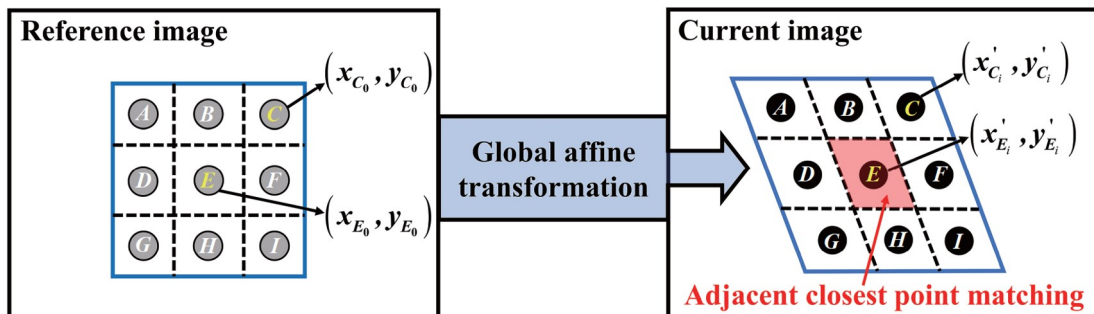 Reference image
(x_{C_0}, y_{C_0})
A B C
D E F
(x_{E_0}, y_{E_0})
G H I
Global affine
transformation
Current image
(x'_{C_i}, y'_{C_i})
A B C
(x'_{E_i}, y'_{E_i})
D E F
G H I
Adjacent closest point matching